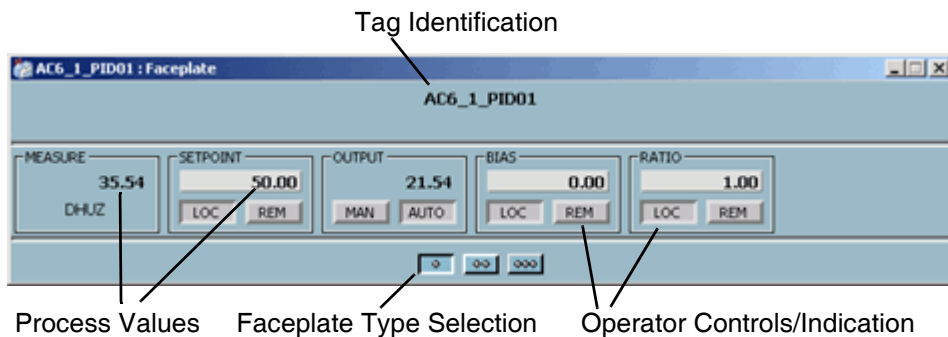 Tag Identification
AC6_1_PID01 : Faceplate
AC6_1_PID01
MEASURE SETPOINT OUTPUT BIAS RATIO
35.54 50.00 21.54 0.00 1.00
DHUZ LOC REM MAN AUTO LOC REM LOC REM
Process Values Faceplate Type Selection Operator Controls/Indication